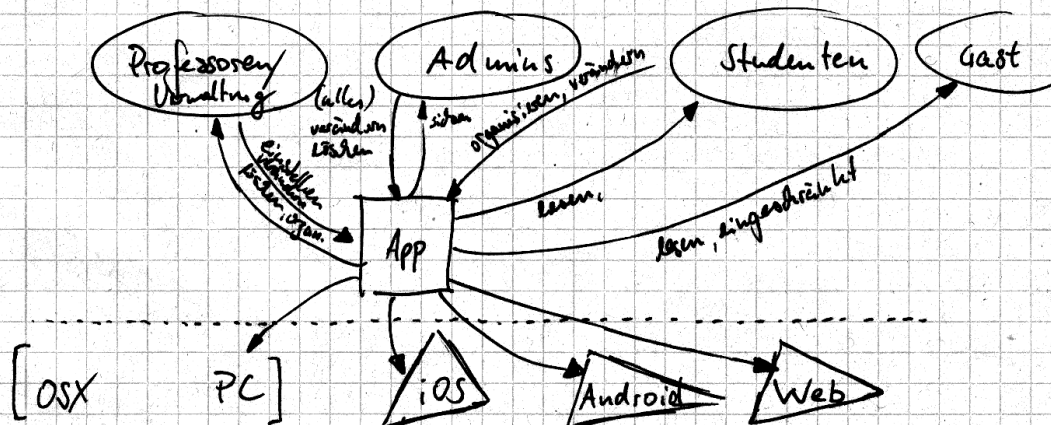 Professoren/
Verwaltung
Admins
Studenten
Gast
(alles)
verändern
Löschen
organisieren, verändern
einstellen
verändern
löschen, organ.
lesen,
lesen, eingeschränkt
App
[OSX PC]
iOS
Android
Web